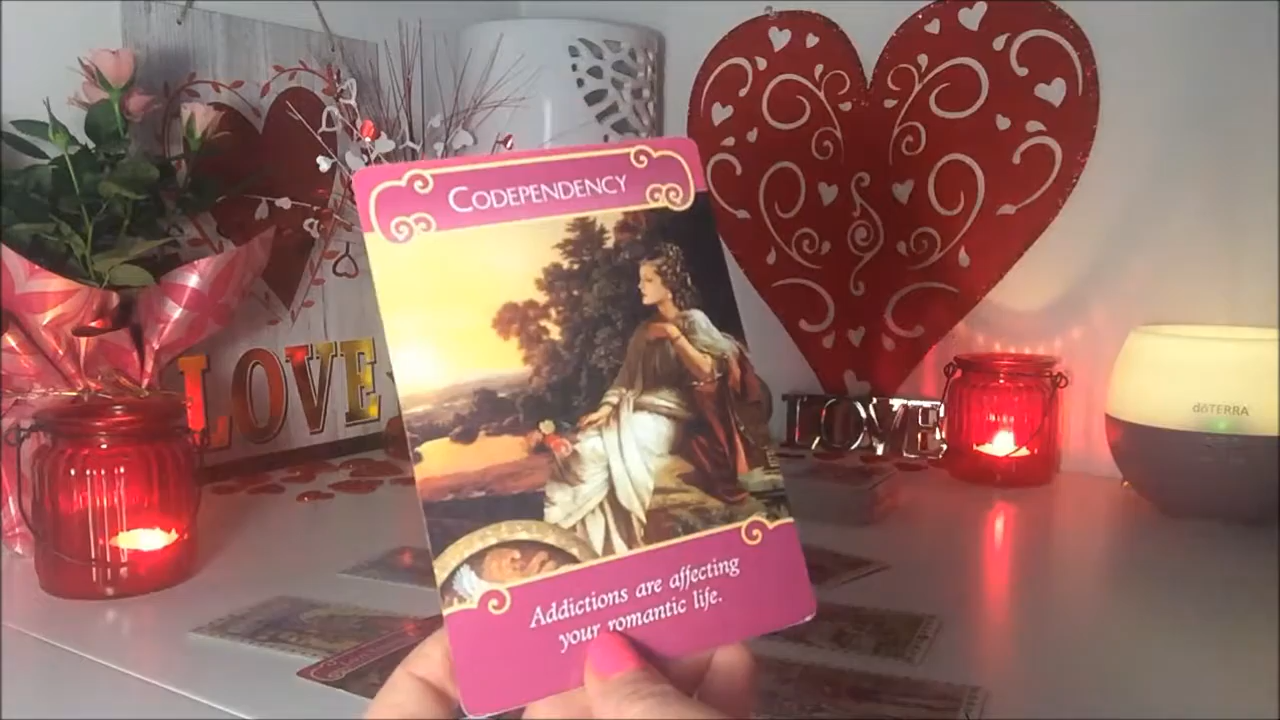 CODEPENDENCY
LOVE
LOVE
dōTERRA
Addictions are affecting
your romantic life.